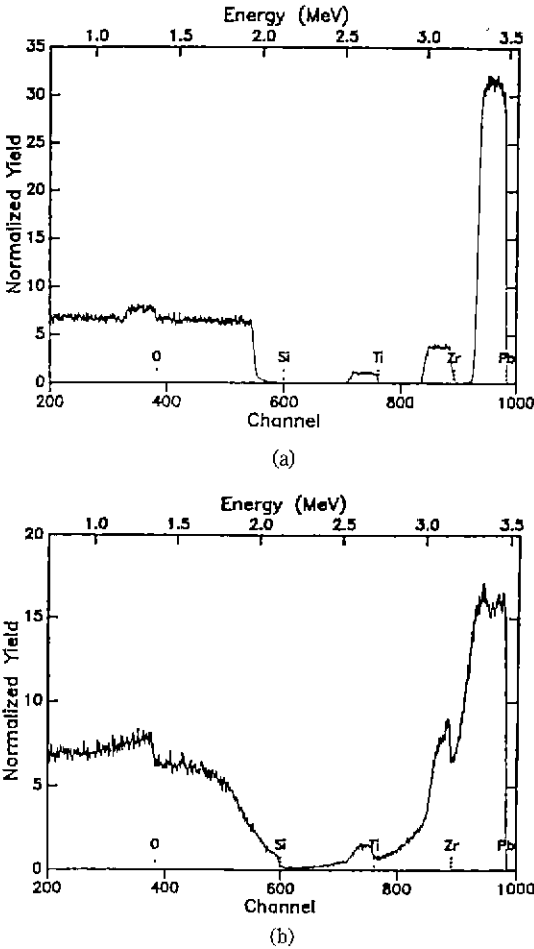 Energy (MeV)
1.0 1.5 2.0 2.5 3.0 3.5
35
30
25
20
15
10
5
0
Normalized Yield
O Si Ti Zr Pb
200 400 600 800 1000
Channel
(a)
Energy (MeV)
1.0 1.5 2.0 2.5 3.0 3.5
20
15
10
5
0
Normalized Yield
O Si Ti Zr Pb
200 400 600 800 1000
Channel
(b)